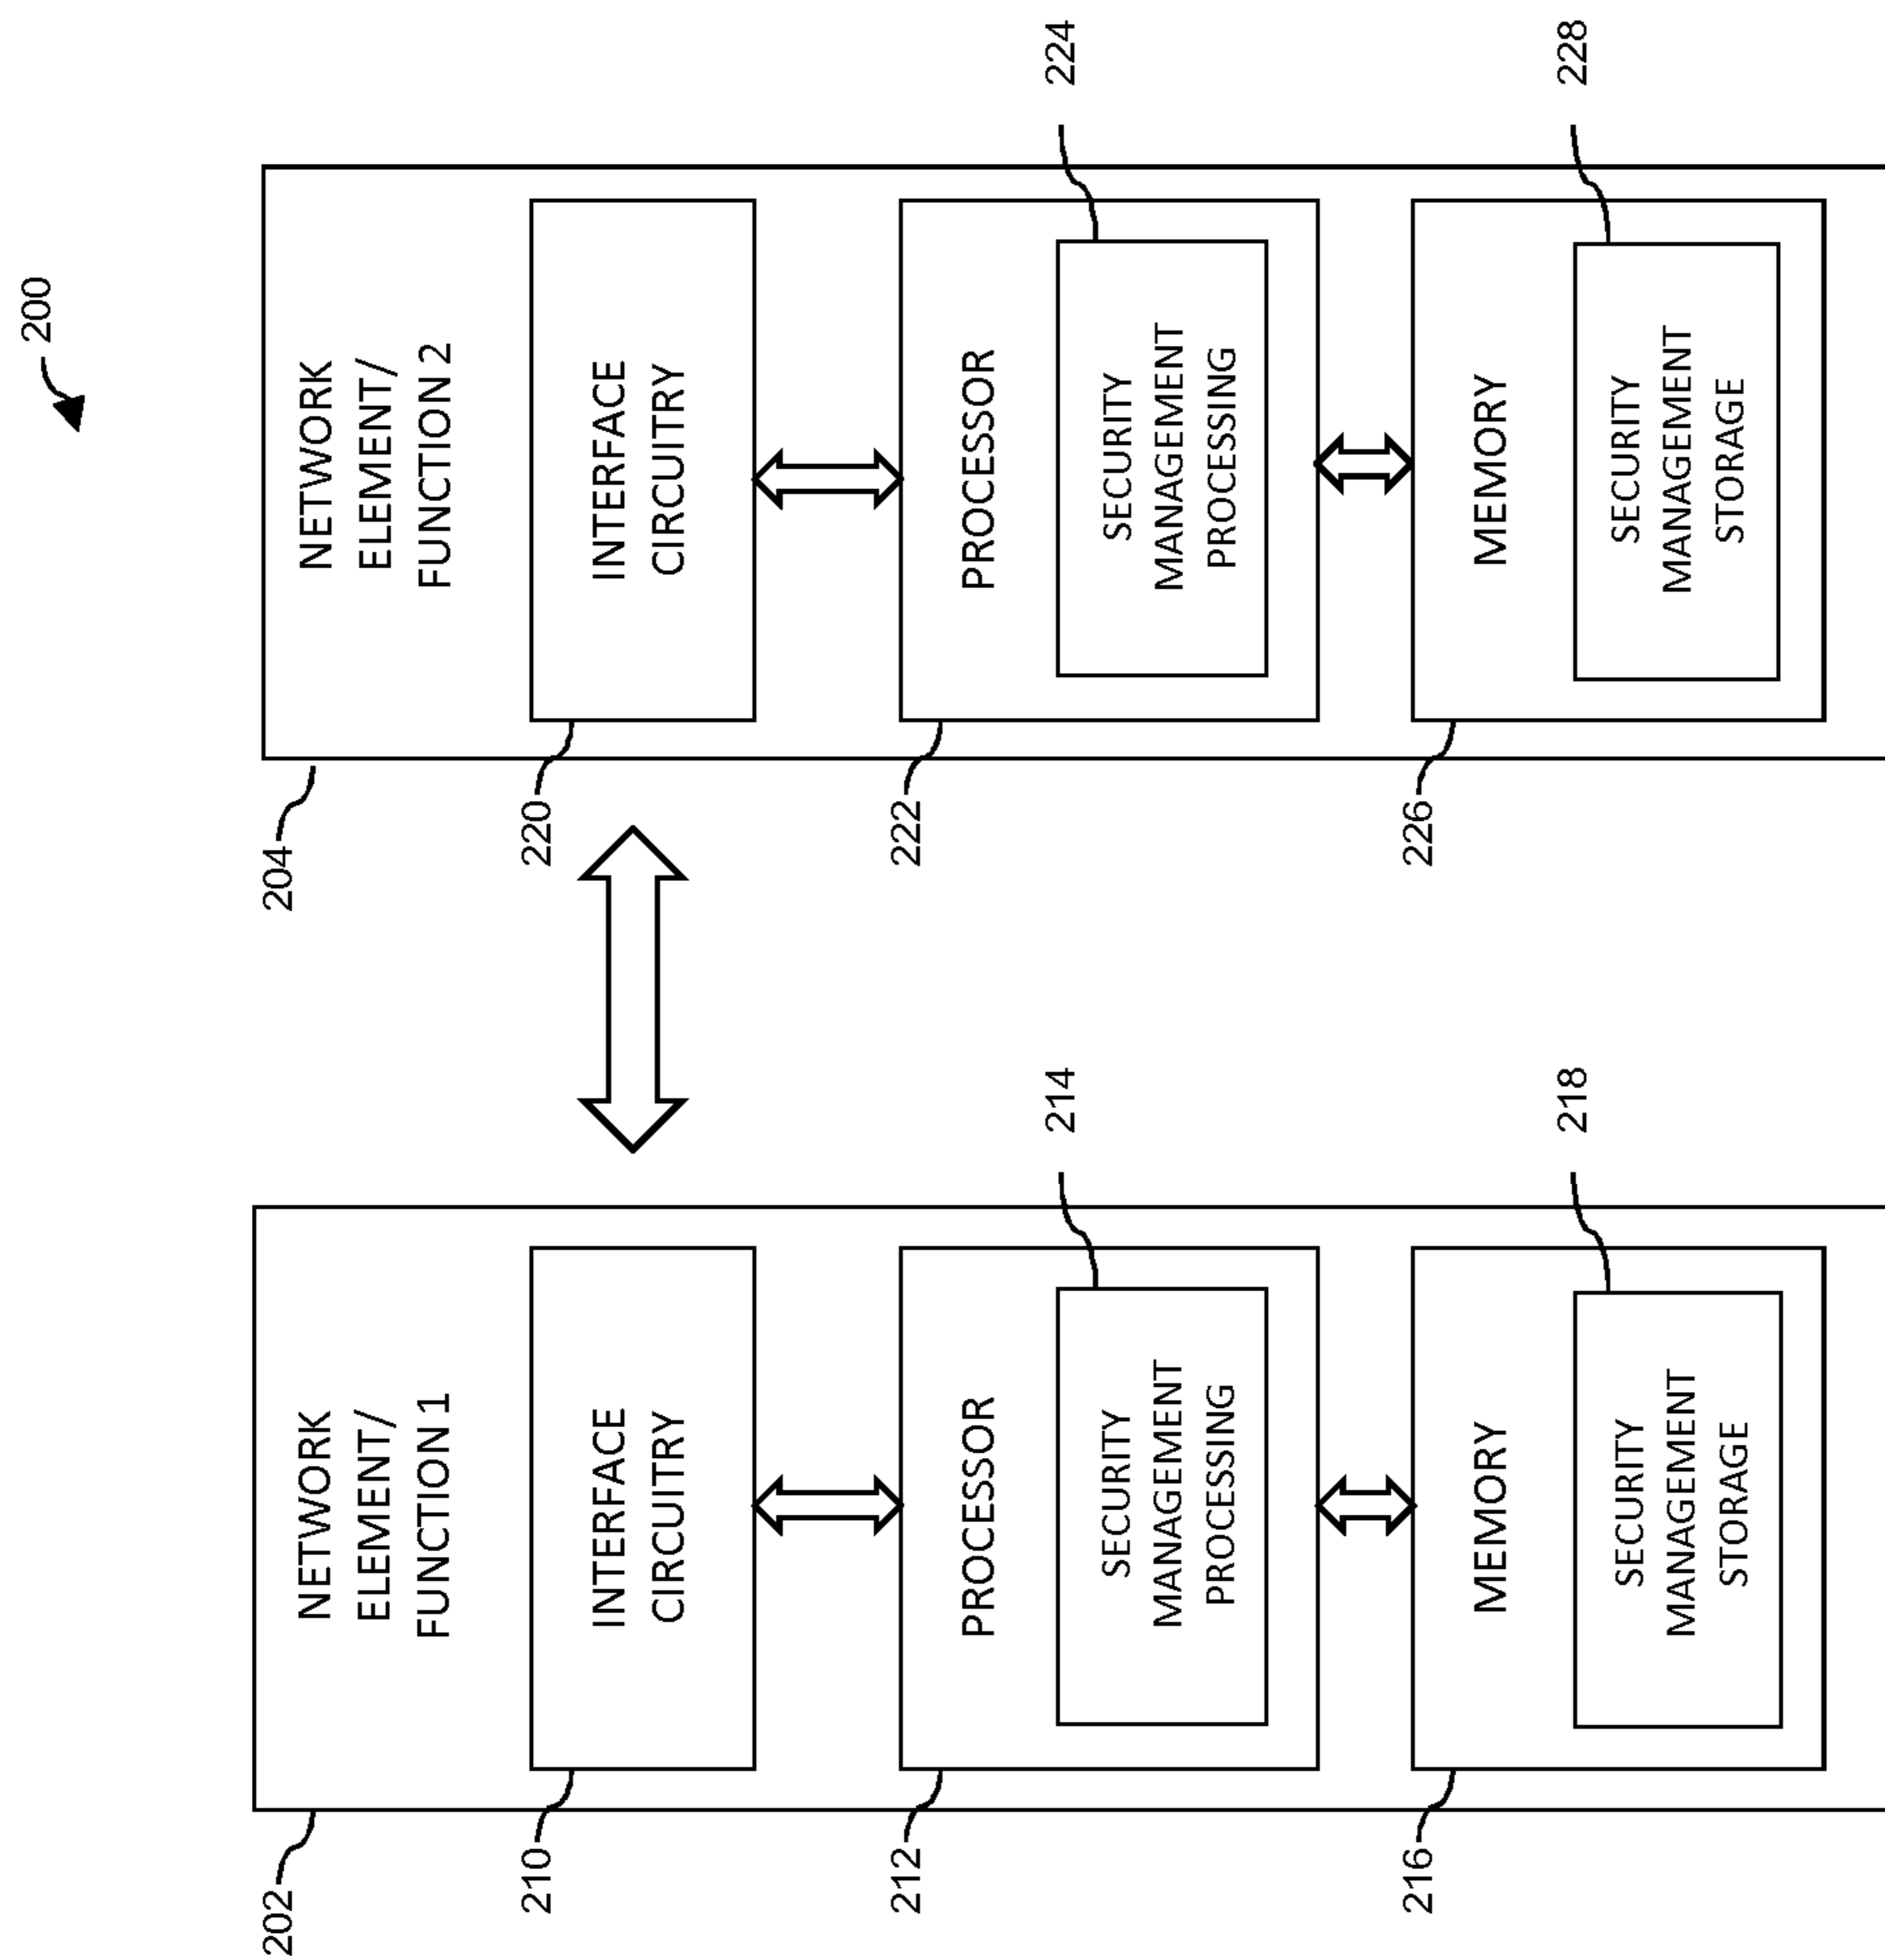 200
202
NETWORK
ELEMENT/
FUNCTION 1
210
INTERFACE
CIRCUITRY
212
PROCESSOR
214
SECURITY
MANAGEMENT
PROCESSING
216
MEMORY
218
SECURITY
MANAGEMENT
STORAGE
204
NETWORK
ELEMENT/
FUNCTION 2
220
INTERFACE
CIRCUITRY
222
PROCESSOR
224
SECURITY
MANAGEMENT
PROCESSING
226
MEMORY
228
SECURITY
MANAGEMENT
STORAGE